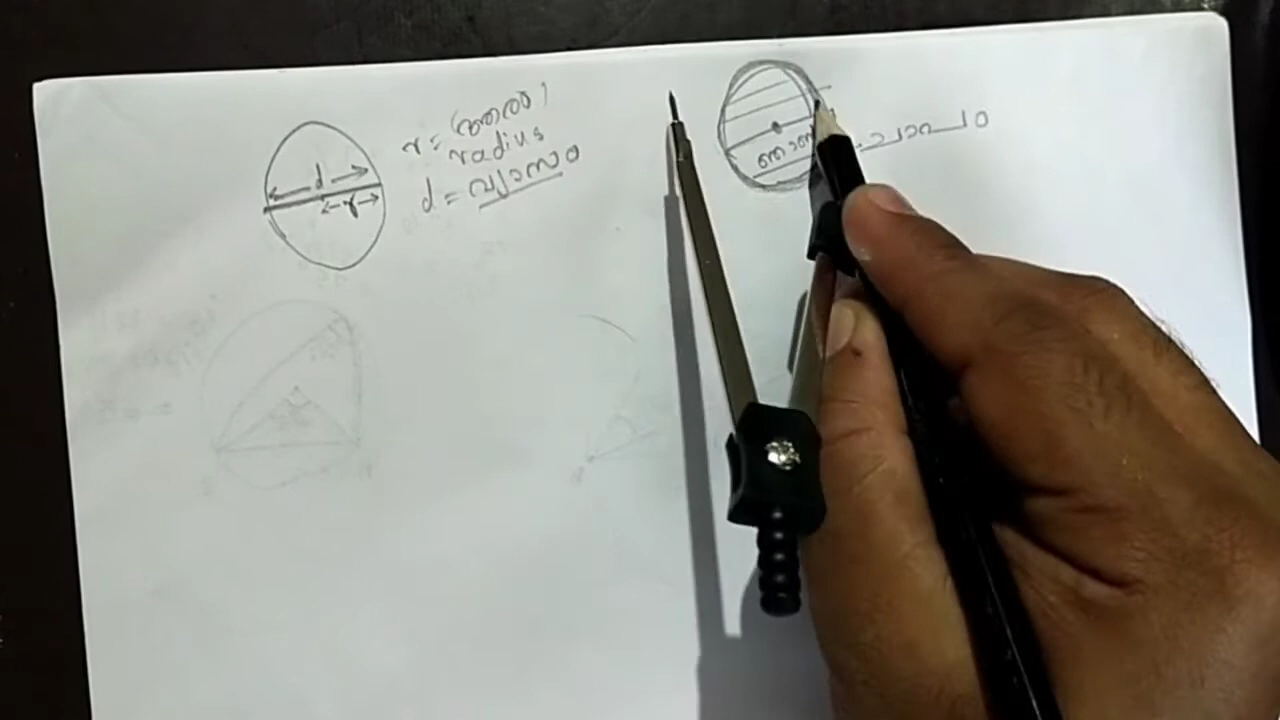 r = (ആരം)
radius
d = വ്യാസം
d
r
ഞാണ്
ചാപം